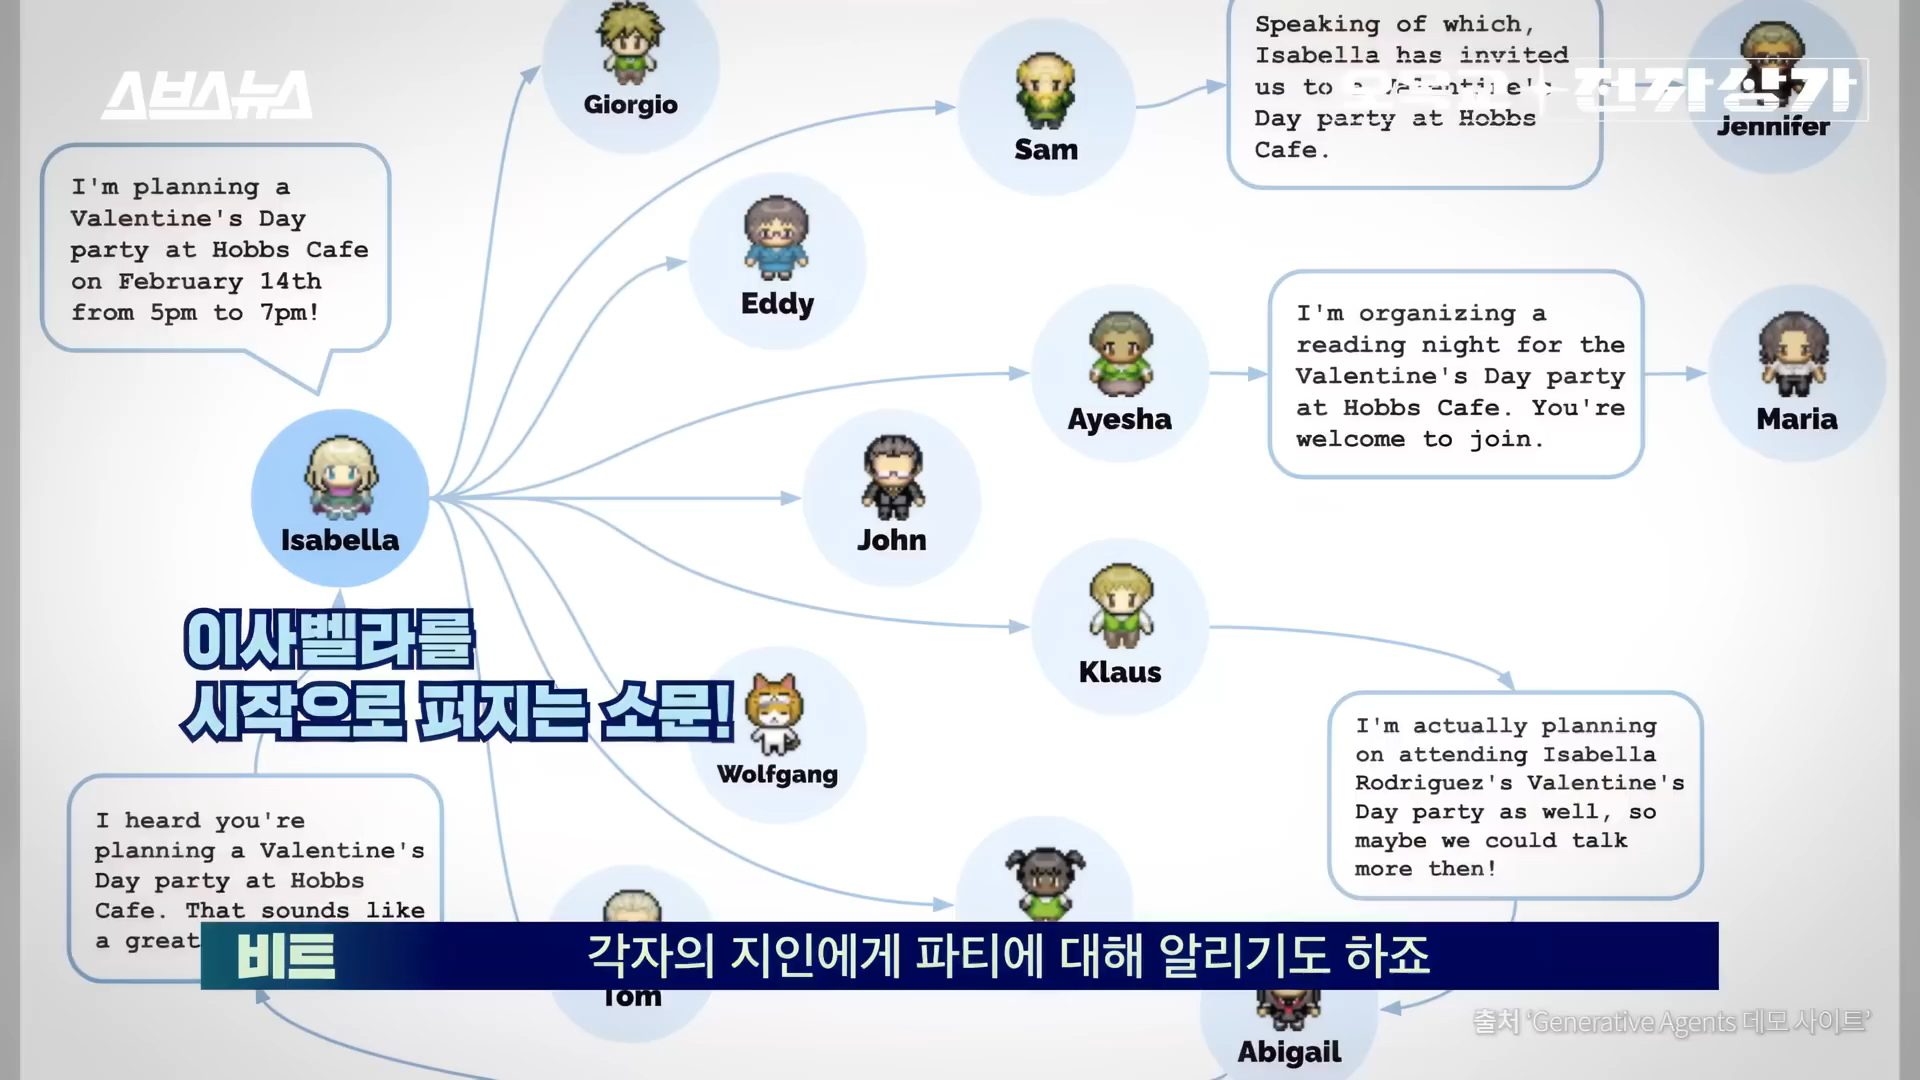 스브스뉴스
전자상가
Giorgio
Sam
Speaking of which,
Isabella has invited
us to a Valentine's
Day party at Hobbs
Cafe.
Jennifer
I'm planning a
Valentine's Day
party at Hobbs Cafe
on February 14th
from 5pm to 7pm!
Eddy
Ayesha
I'm organizing a
reading night for the
Valentine's Day party
at Hobbs Cafe. You're
welcome to join.
Maria
Isabella
John
이사벨라를
시작으로 퍼지는 소문!
Klaus
Wolfgang
I'm actually planning
on attending Isabella
Rodriguez's Valentine's
Day party as well, so
maybe we could talk
more then!
I heard you're
planning a Valentine's
Day party at Hobbs
Cafe. That sounds like
a great
비트
각자의 지인에게 파티에 대해 알리기도 하죠
Tom
Abigail
출처 ‘Generative Agents 데모 사이트’